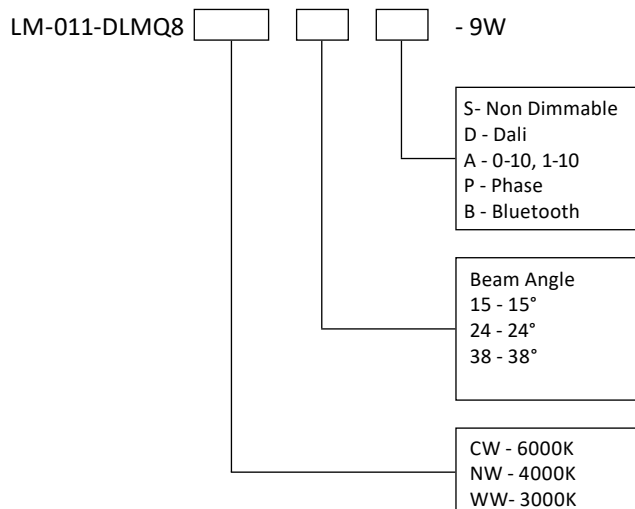 LM-011-DLMQ8 - 9W
S- Non Dimmable
D - Dali
A - 0-10, 1-10
P - Phase
B - Bluetooth
Beam Angle
15 - 15°
24 - 24°
38 - 38°
CW - 6000K
NW - 4000K
WW- 3000K